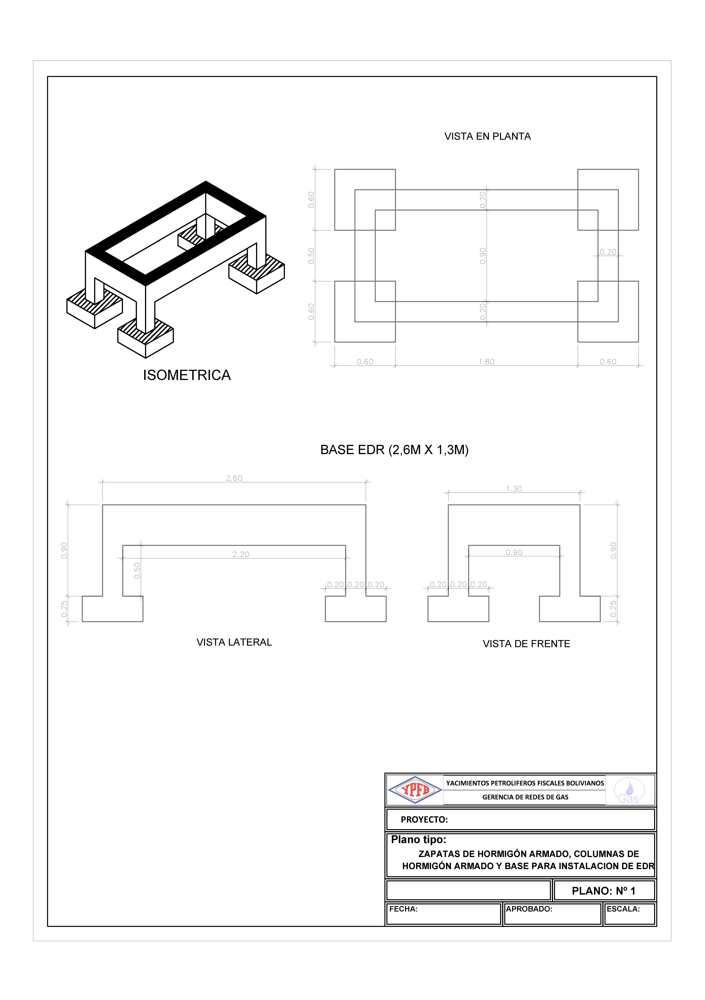 VISTA EN PLANTA
0.60
0.50
0.60
0.20
0.90
0.20
0.20
0.60
1.80
0.60
ISOMETRICA
BASE EDR (2,6M X 1,3M)
2.60
0.90
0.25
0.50
2.20
0.20 0.20 0.20
VISTA LATERAL
1.30
0.90
0.20 0.20 0.20
0.90
0.25
VISTA DE FRENTE
YPFB
YACIMIENTOS PETROLIFEROS FISCALES BOLIVIANOS
GERENCIA DE REDES DE GAS
Gas
PROYECTO:
Plano tipo:
ZAPATAS DE HORMIGÓN ARMADO, COLUMNAS DE
HORMIGÓN ARMADO Y BASE PARA INSTALACION DE EDR
PLANO: Nº 1
FECHA:
APROBADO:
ESCALA: